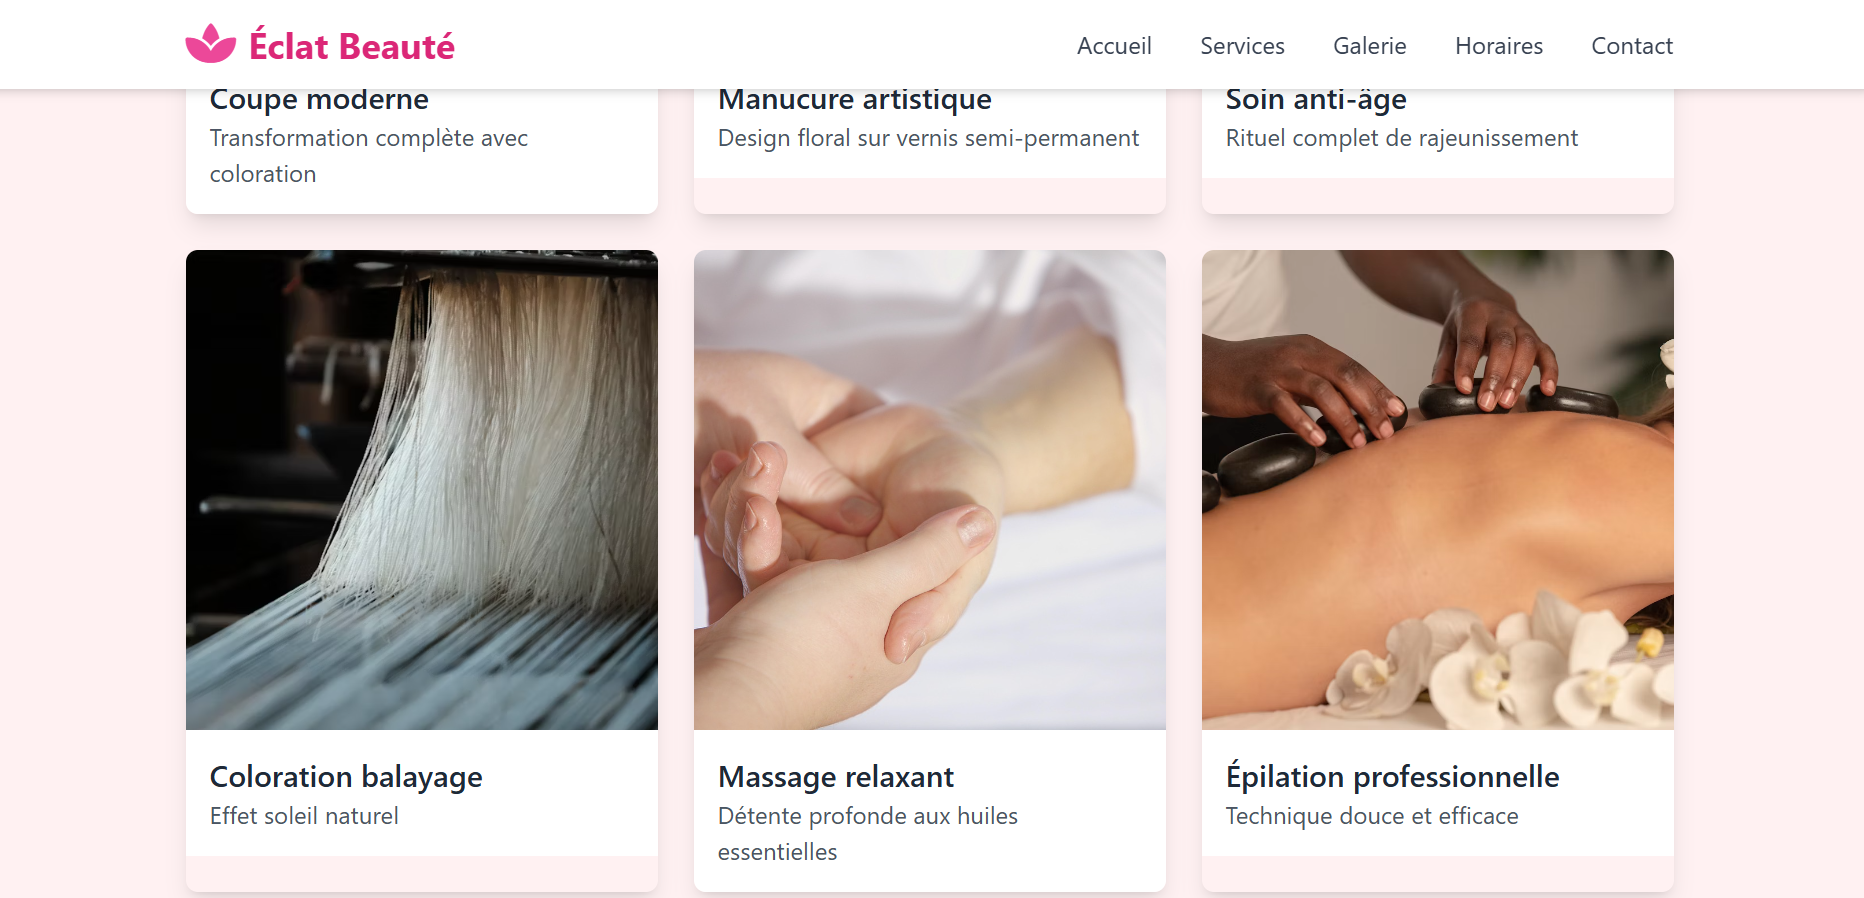 Éclat Beauté
Accueil
Services
Galerie
Horaires
Contact
Coupe moderne
Transformation complète avec
coloration
Manucure artistique
Design floral sur vernis semi-permanent
Soin anti-âge
Rituel complet de rajeunissement
Coloration balayage
Effet soleil naturel
Massage relaxant
Détente profonde aux huiles
essentielles
Épilation professionnelle
Technique douce et efficace